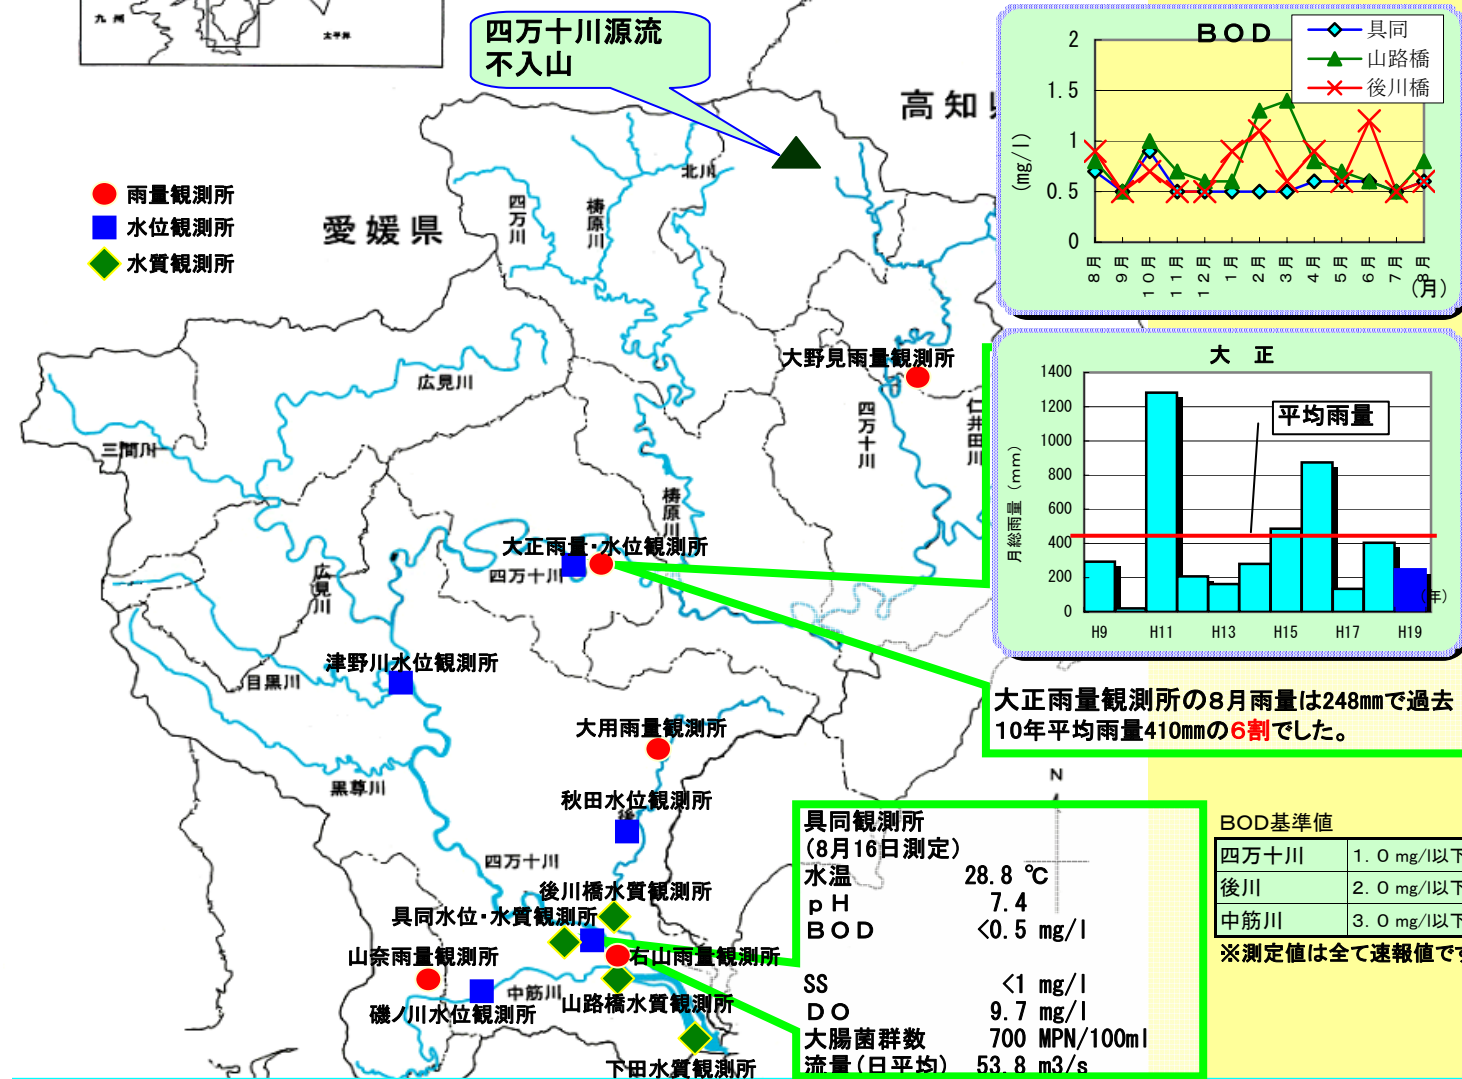 九州
太平洋
四万十川源流
不入山
雨量観測所
水位観測所
水質観測所
愛媛県
高知
北川
四万川
梼原川
大野見雨量観測所
広見川
四万十川
仁井田川
三間川
梼原川
大正雨量・水位観測所
四万十川
広見川
津野川水位観測所
目黒川
大用雨量観測所
黒尊川
秋田水位観測所
後
四万十川
後川橋水質観測所
具同水位・水質観測所
山奈雨量観測所
右山雨量観測所
中筋川
山路橋水質観測所
磯ノ川水位観測所
下田水質観測所
N
BOD
具同
山路橋
後川橋
(mg/l)
2
1.5
1
0.5
0
8月 9月 10月 11月 12月 1月 2月 3月 4月 5月 6月 7月 8月
(月)
大 正
月総雨量(mm)
1400
1200
1000
800
600
400
200
0
平均雨量
H9 H11 H13 H15 H17 H19
(年)
大正雨量観測所の8月雨量は248mmで過去
10年平均雨量410mmの6割でした。
具同観測所
(8月16日測定)
水温 28.8 ℃
pH 7.4
BOD <0.5 mg/l
SS <1 mg/l
DO 9.7 mg/l
大腸菌群数 700 MPN/100ml
流量(日平均) 53.8 m3/s
BOD基準値
四万十川 1.0 mg/l以下
後川 2.0 mg/l以下
中筋川 3.0 mg/l以下
※測定値は全て速報値です